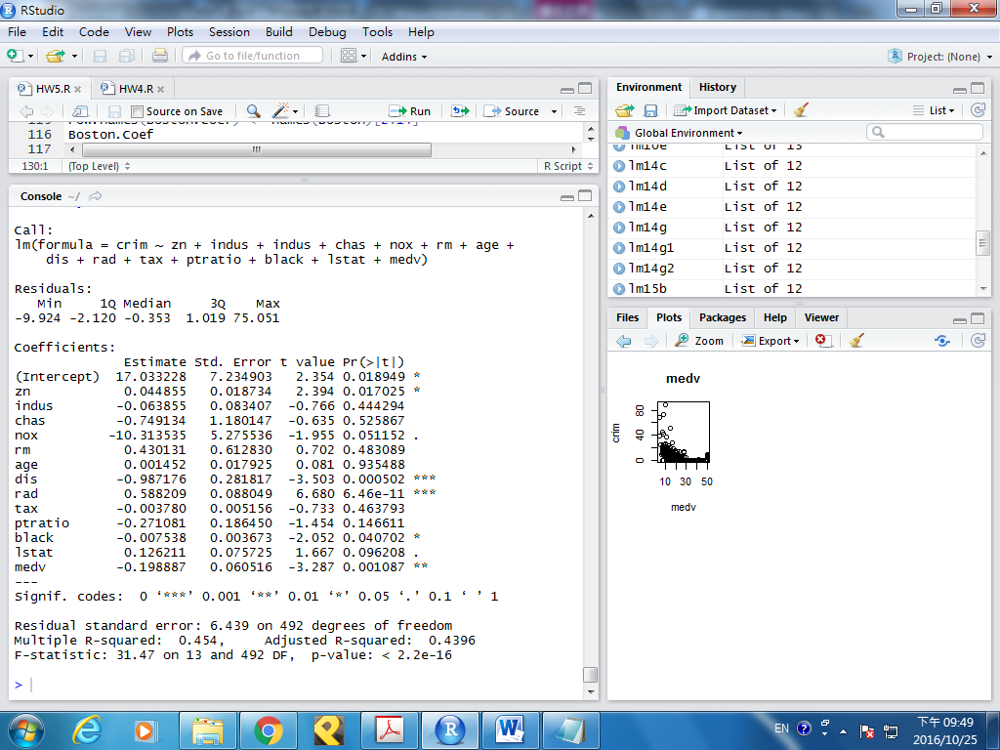 RStudio
File Edit Code View Plots Session Build Debug Tools Help
Go to file/function Addins Project: (None)
HW5.R HW4.R
Source on Save Run Source
116 Boston.Coef
117
130:1 (Top Level) R Script
Console ~/
Call:
lm(formula = crim ~ zn + indus + indus + chas + nox + rm + age +
dis + rad + tax + ptratio + black + lstat + medv)
Residuals:
Min 1Q Median 3Q Max
-9.924 -2.120 -0.353 1.019 75.051
Coefficients:
Estimate Std. Error t value Pr(>|t|)
(Intercept) 17.033228 7.234903 2.354 0.018949 *
zn 0.044855 0.018734 2.394 0.017025 *
indus -0.063855 0.083407 -0.766 0.444294
chas -0.749134 1.180147 -0.635 0.525867
nox -10.313535 5.275536 -1.955 0.051152 .
rm 0.430131 0.612830 0.702 0.483089
age 0.001452 0.017925 0.081 0.935488
dis -0.987176 0.281817 -3.503 0.000502 ***
rad 0.588209 0.088049 6.680 6.46e-11 ***
tax -0.003780 0.005156 -0.733 0.463793
ptratio -0.271081 0.186450 -1.454 0.146611
black -0.007538 0.003673 -2.052 0.040702 *
lstat 0.126211 0.075725 1.667 0.096208 .
medv -0.198887 0.060516 -3.287 0.001087 **
---
Signif. codes: 0 ‘***’ 0.001 ‘**’ 0.01 ‘*’ 0.05 ‘.’ 0.1 ‘ ’ 1
Residual standard error: 6.439 on 492 degrees of freedom
Multiple R-squared: 0.454, Adjusted R-squared: 0.4396
F-statistic: 31.47 on 13 and 492 DF, p-value: < 2.2e-16
>
Environment History
Import Dataset List
Global Environment
lm10e List of 13
lm14c List of 12
lm14d List of 12
lm14e List of 12
lm14g List of 12
lm14g1 List of 12
lm14g2 List of 12
lm15b List of 12
Files Plots Packages Help Viewer
Zoom Export
medv
crim
80
40
0
10 30 50
medv
EN
下午 09:49
2016/10/25